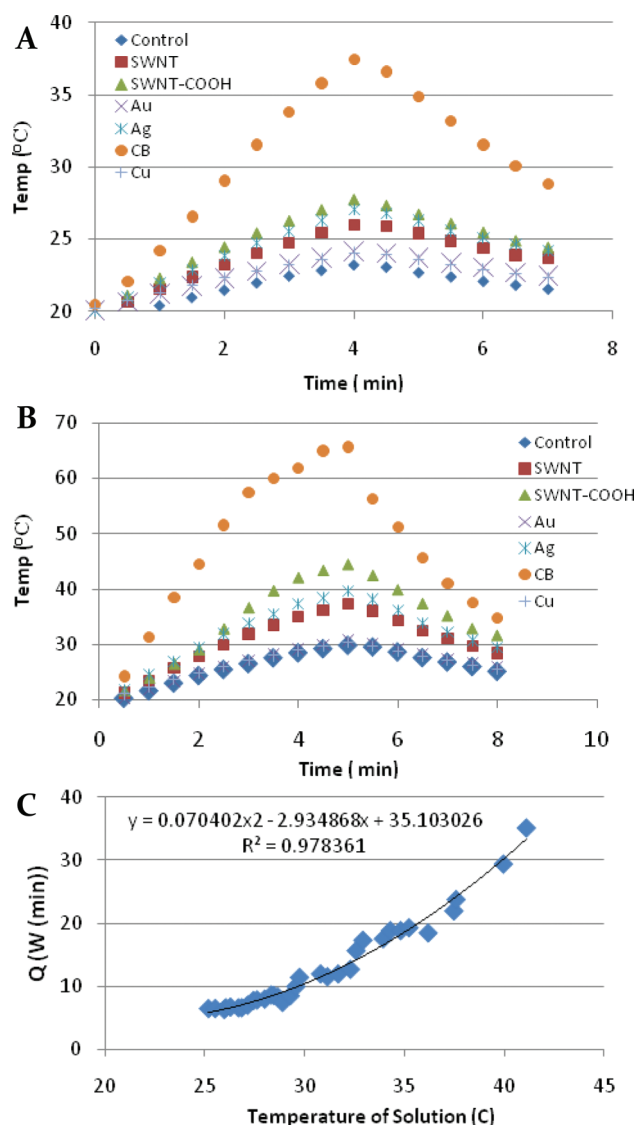 A
Temp (ºC)
40
35
30
25
20
0
2
4
6
8
Time ( min)
Control
SWNT
SWNT-COOH
Au
Ag
CB
Cu
B
Temp (ºC)
70
60
50
40
30
20
0
2
4
6
8
10
Time ( min)
Control
SWNT
SWNT-COOH
Au
Ag
CB
Cu
C
Q (W (min))
40
30
20
10
0
y = 0.070402x2 - 2.934868x + 35.103026
R² = 0.978361
20
25
30
35
40
45
Temperature of Solution (C)